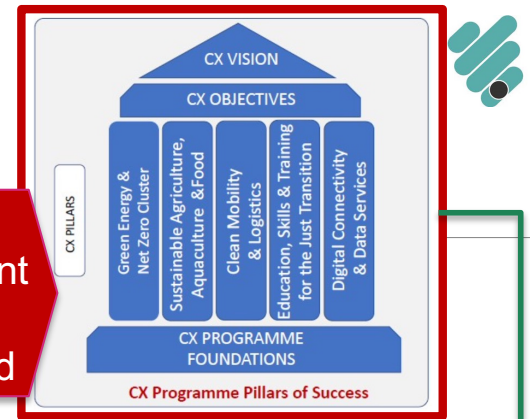 CX VISION
CX OBJECTIVES
CX PILLARS
Green Energy &
Net Zero Cluster
Sustainable Agriculture,
Aquaculture &Food
Clean Mobility
& Logistics
Education, Skills & Training
for the Just Transition
Digital Connectivity
& Data Services
CX PROGRAMME
FOUNDATIONS
CX Programme Pillars of Success